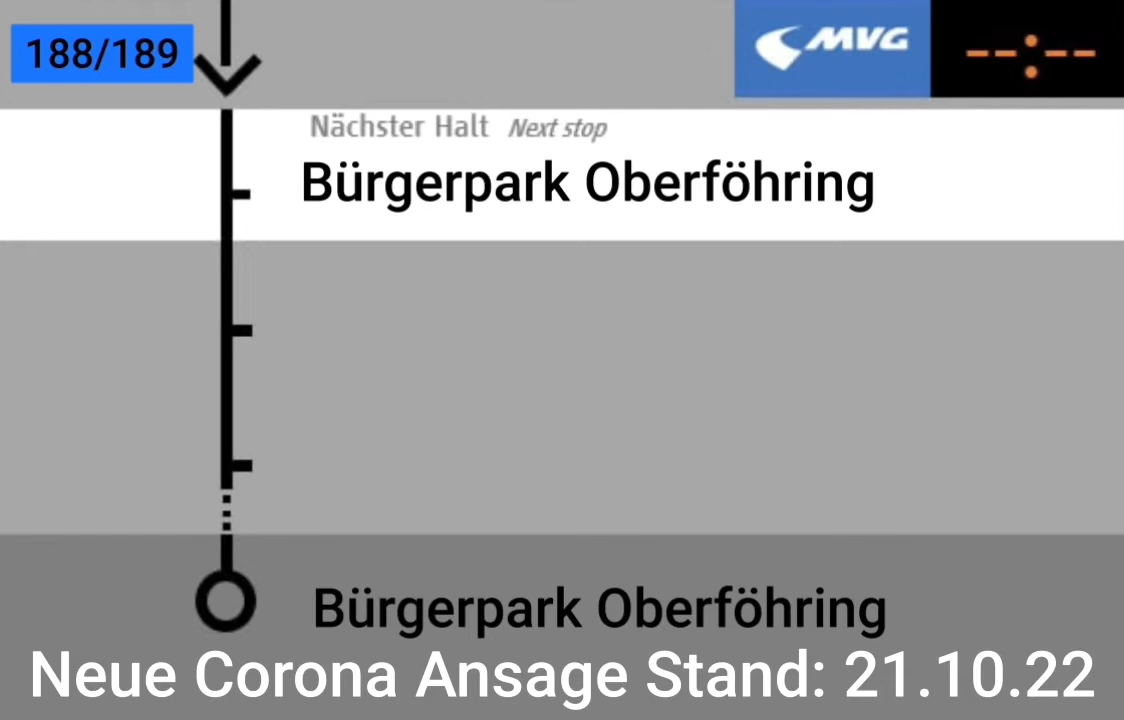 188/189
MVG
--:--
Nächster Halt Next stop
Bürgerpark Oberföhring
Bürgerpark Oberföhring
Neue Corona Ansage Stand: 21.10.22